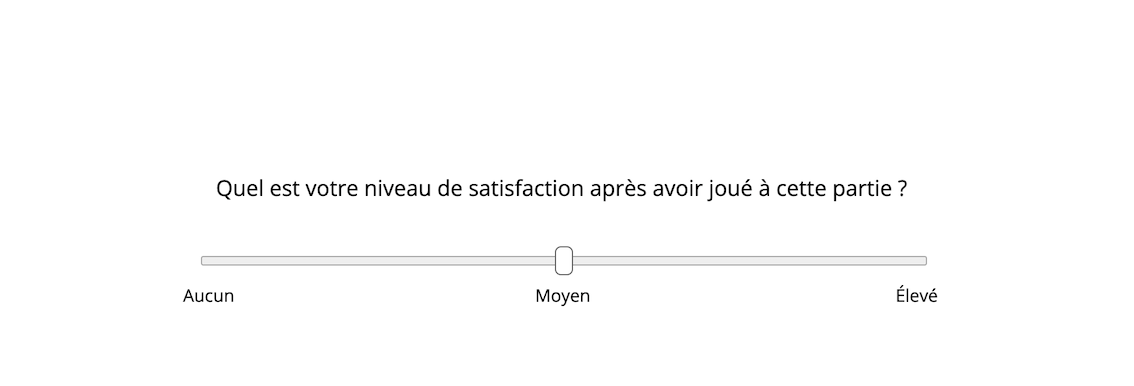 Quel est votre niveau de satisfaction après avoir joué à cette partie ?
Aucun Moyen Élevé